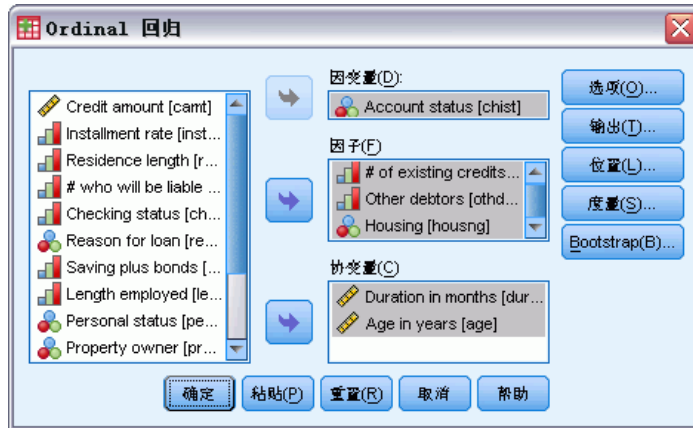 Ordinal 回归
Credit amount [camt]
Installment rate [inst...
Residence length [r...
# who will be liable ...
Checking status [ch...
Reason for loan [re...
Saving plus bonds [...
Length employed [le...
Personal status [pe...
Property owner [pr...
因变量(D):
Account status [chist]
因子(F)
# of existing credits...
Other debtors [othd...
Housing [housng]
协变量(C)
Duration in months [dur...
Age in years [age]
选项(O)...
输出(T)...
位置(L)...
度量(S)...
Bootstrap(B)...
确定
粘贴(P)
重置(R)
取消
帮助